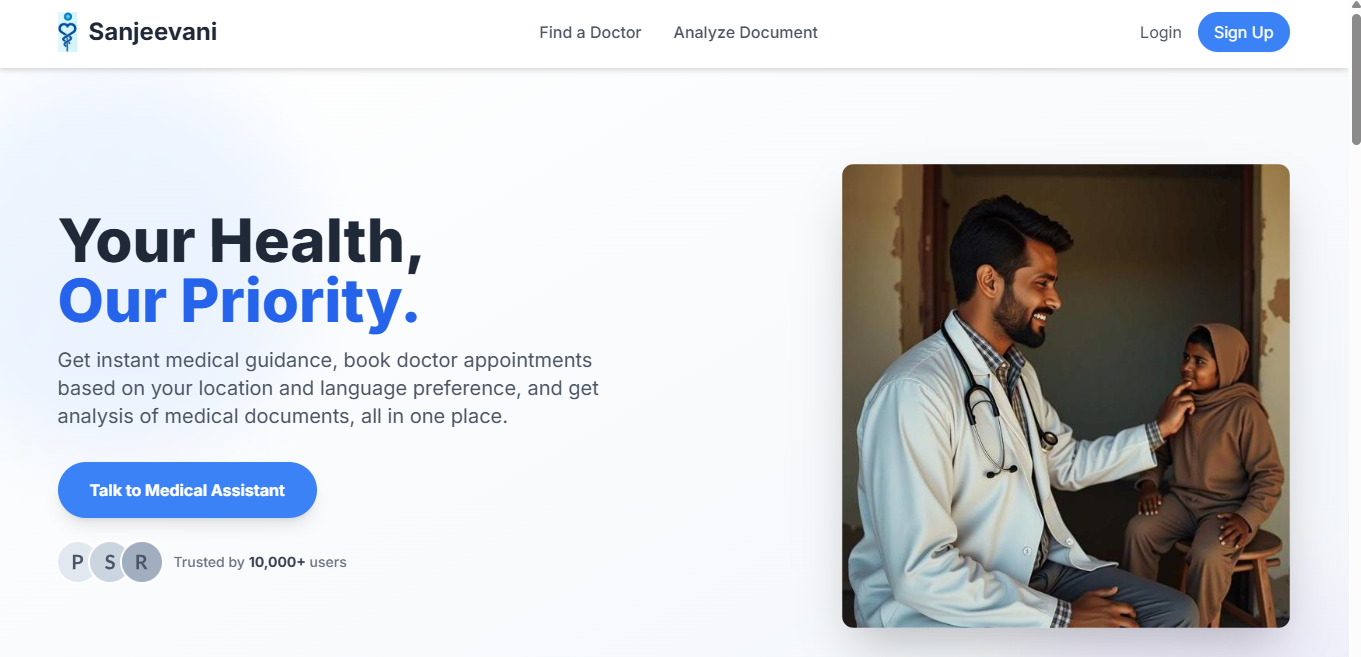 Sanjeevani
Find a Doctor
Analyze Document
Login
Sign Up
Your Health,
Our Priority.
Get instant medical guidance, book doctor appointments
based on your location and language preference, and get
analysis of medical documents, all in one place.
Talk to Medical Assistant
P S R
Trusted by 10,000+ users